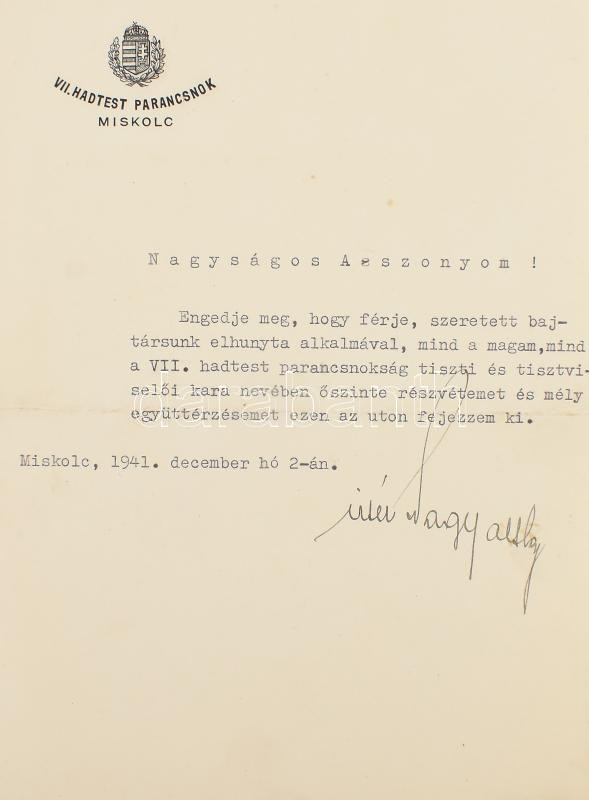 VII. HADTEST PARANCSNOK
MISKOLC
Nagyságos Asszonyom !
Engedje meg, hogy férje, szeretett baj-
társunk elhunyta alkalmával, mind a magam,mind
a VII. hadtest parancsnokság tiszti és tisztvi-
selői kara nevében őszinte részvétemet és mély
együttérzésemet ezen az uton fejezzem ki.
darabanth
Miskolc, 1941. december hó 2-án.
Nagy